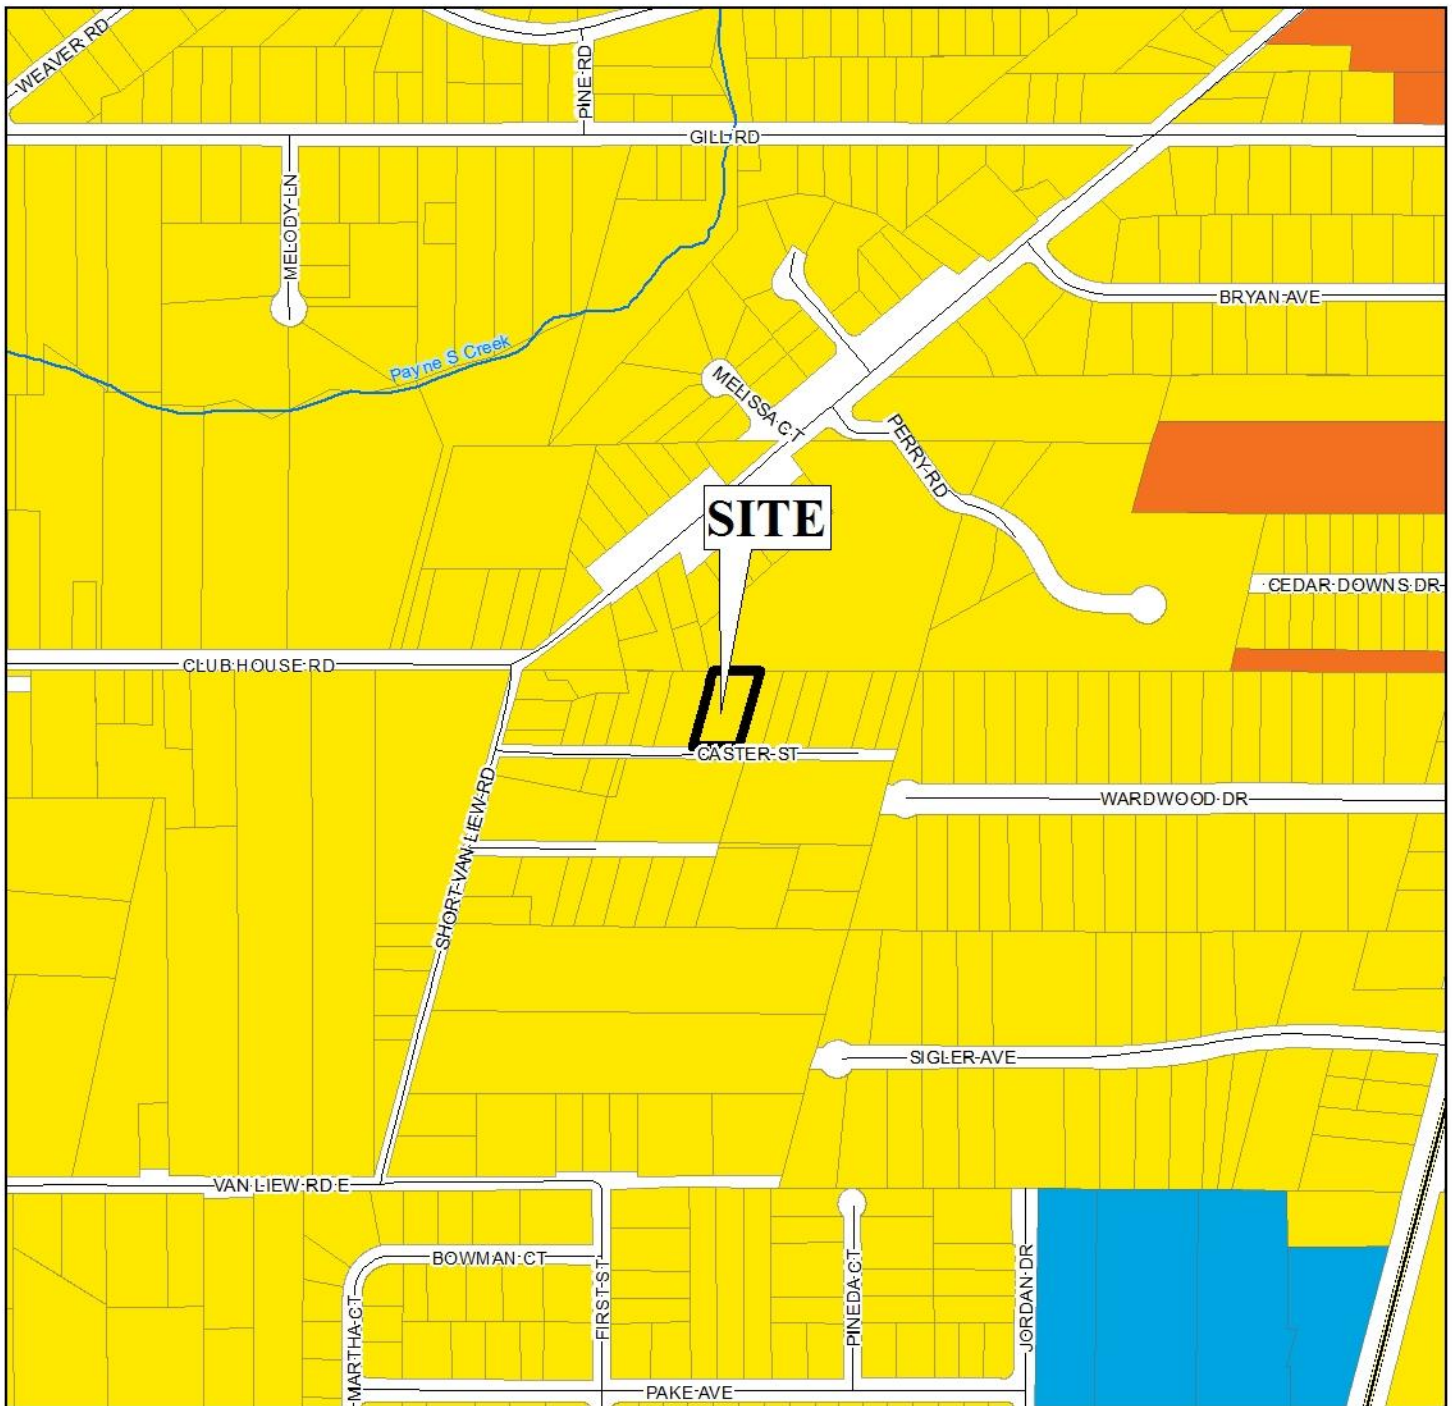 WEAVER RD
PINE RD
GILL RD
MELODY LN
BRYAN AVE
Payne S Creek
MELISSA CT
PERRY RD
SITE
CEDAR DOWNS DR
CLUB HOUSE RD
CASTER ST
WARDWOOD DR
SHORT VAN LIEW RD
SIGLER AVE
VAN LIEW RD E
BOWMAN CT
FIRST ST
PINEDA CT
JORDAN DR
MARTHA CT
PAKE AVE